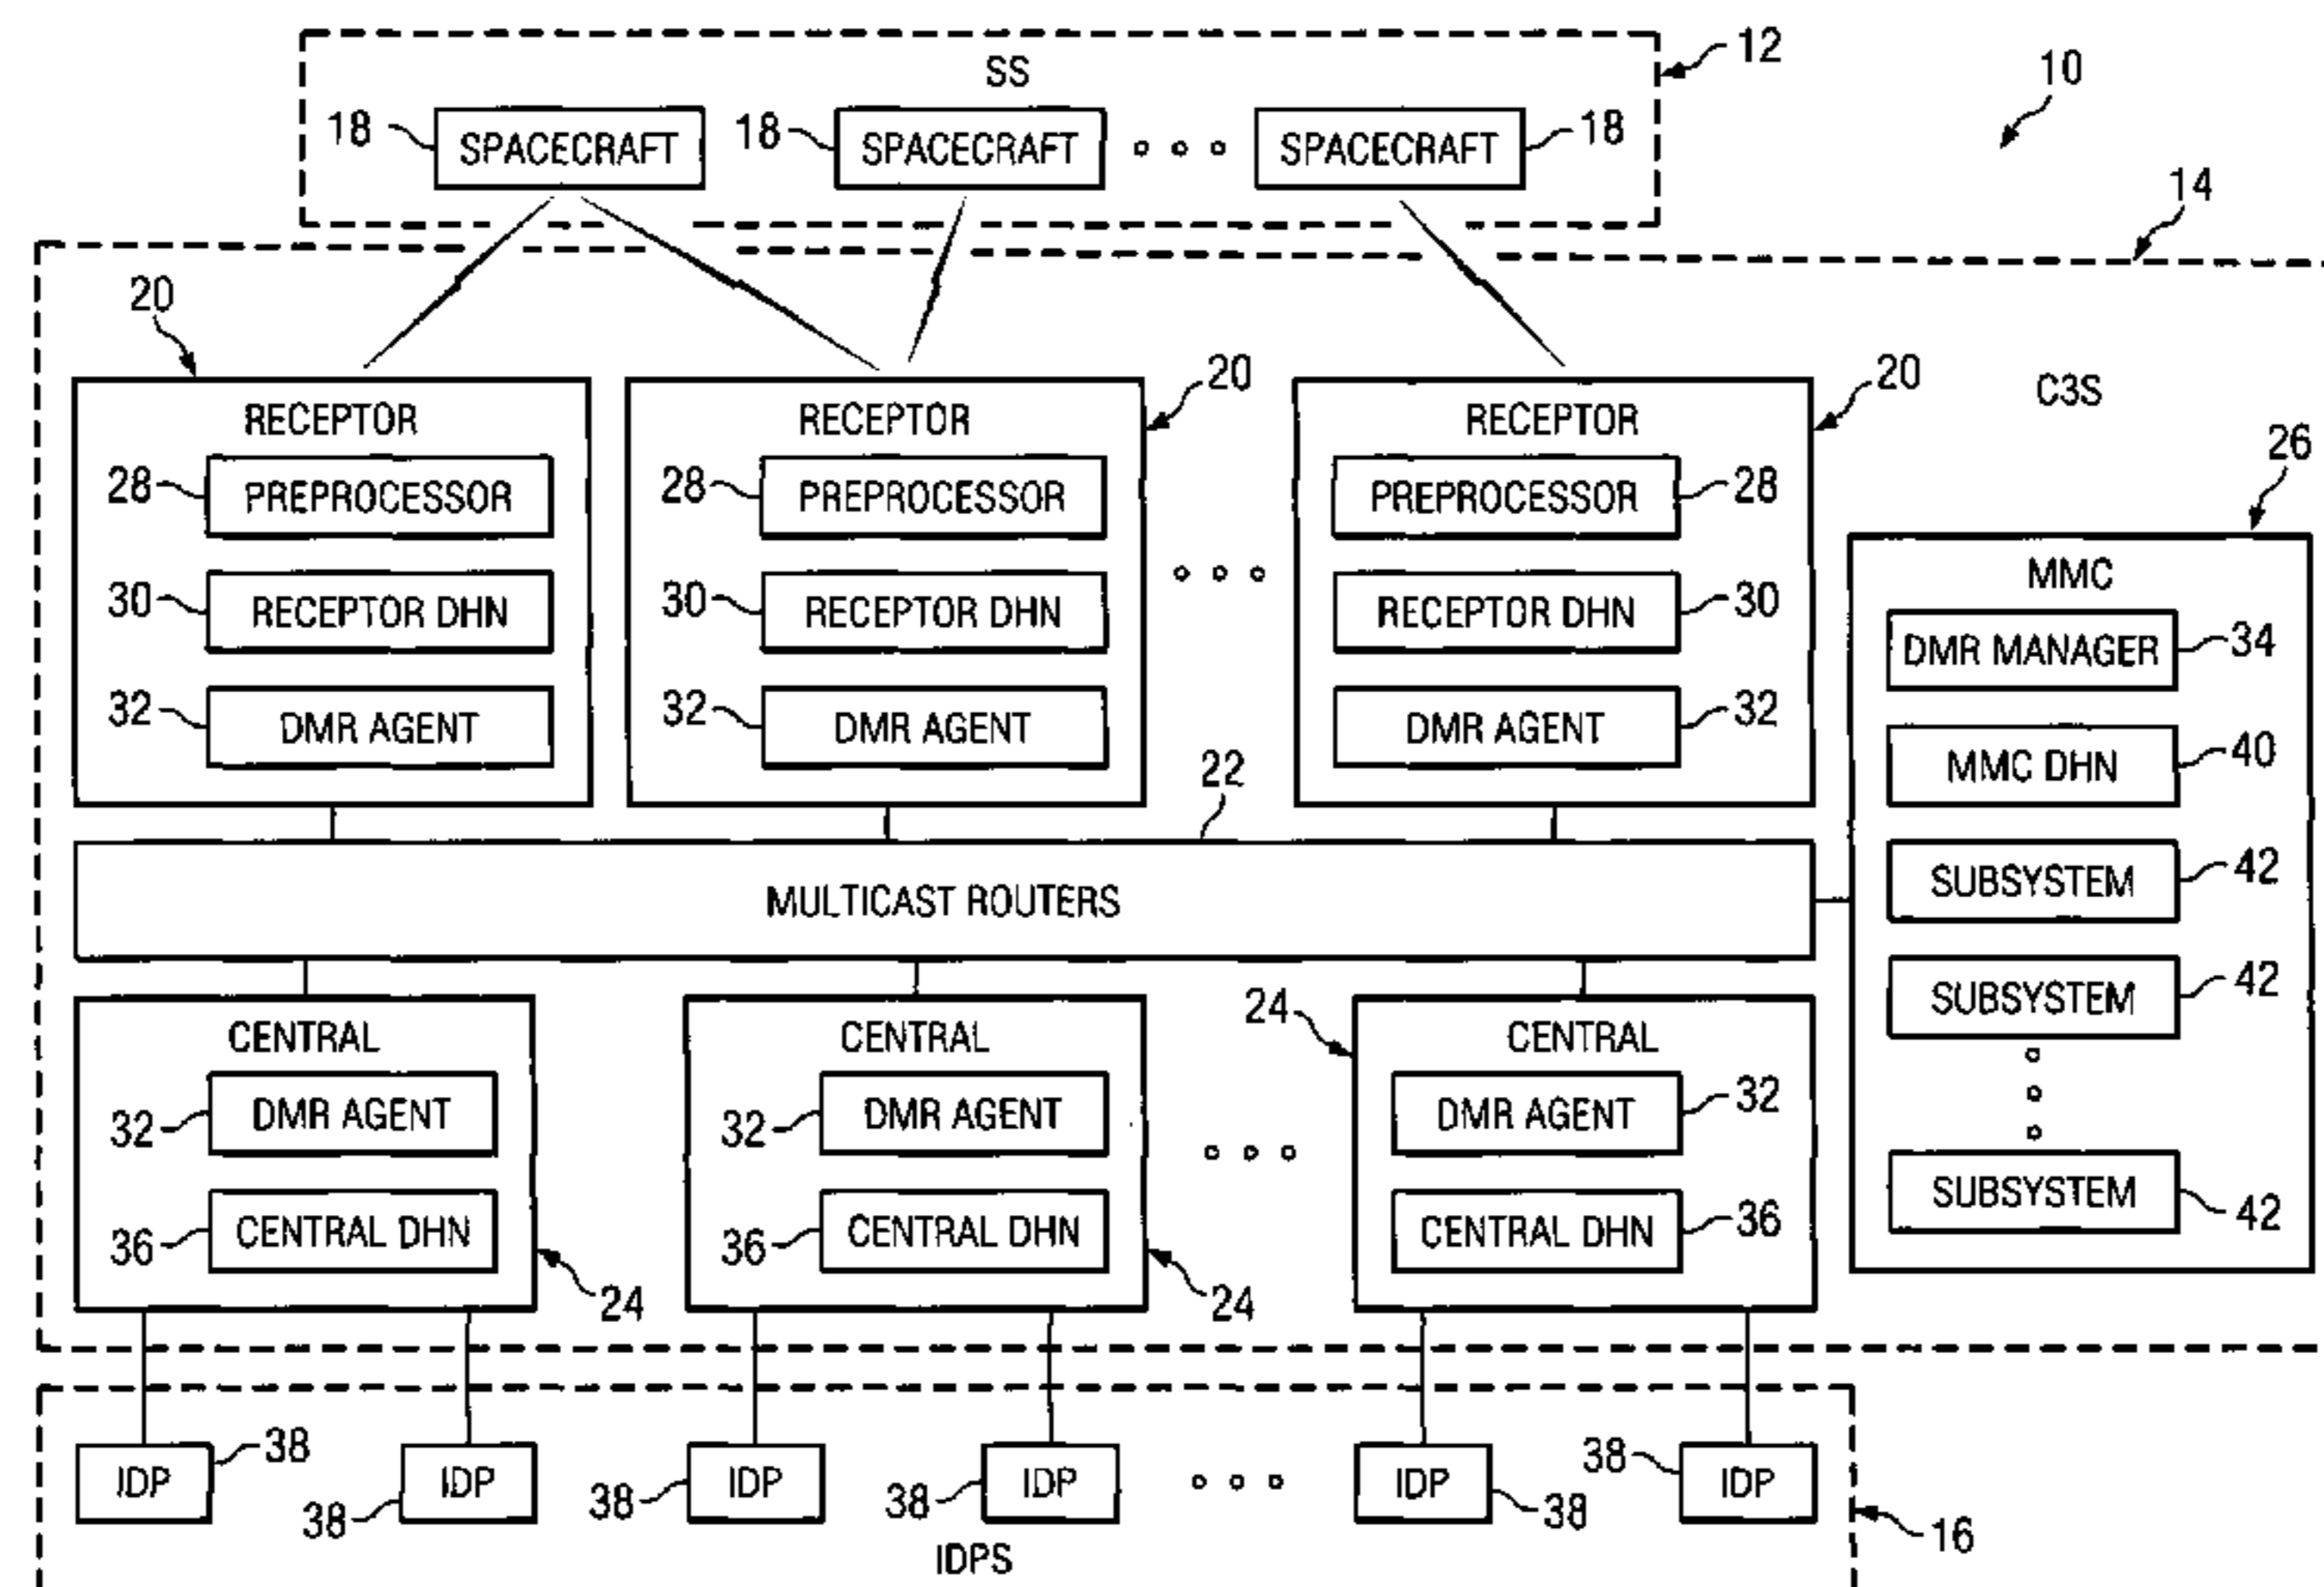 SS
12
10
18
SPACECRAFT
18
SPACECRAFT
SPACECRAFT
18
14
20
20
20
C3S
26
RECEPTOR
RECEPTOR
RECEPTOR
28
PREPROCESSOR
28
PREPROCESSOR
PREPROCESSOR
28
30
RECEPTOR DHN
30
RECEPTOR DHN
RECEPTOR DHN
30
32
DMR AGENT
32
DMR AGENT
DMR AGENT
32
MMC
DMR MANAGER
34
MMC DHN
40
SUBSYSTEM
42
SUBSYSTEM
42
SUBSYSTEM
42
22
MULTICAST ROUTERS
CENTRAL
CENTRAL
24
CENTRAL
32
DMR AGENT
32
DMR AGENT
DMR AGENT
32
36
CENTRAL DHN
36
CENTRAL DHN
CENTRAL DHN
36
24
24
IDP
38
38
IDP
38
IDP
38
IDP
IDP
38
38
IDP
16
IDPS